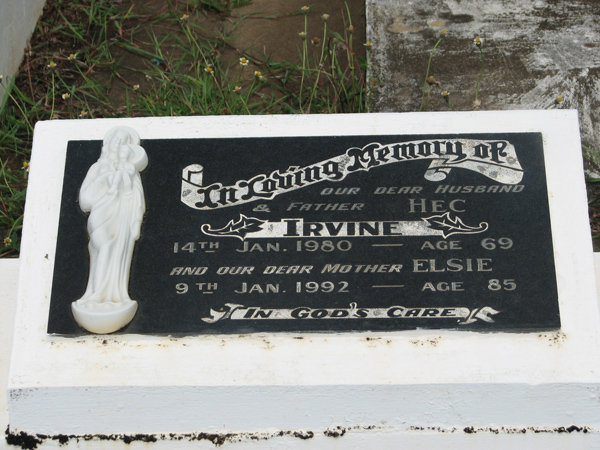 In Loving Memory of
OUR DEAR HUSBAND
& FATHER HEC
IRVINE
14TH JAN. 1980 — AGE 69
AND OUR DEAR MOTHER ELSIE
9TH JAN. 1992 — AGE 85
IN GOD'S CARE